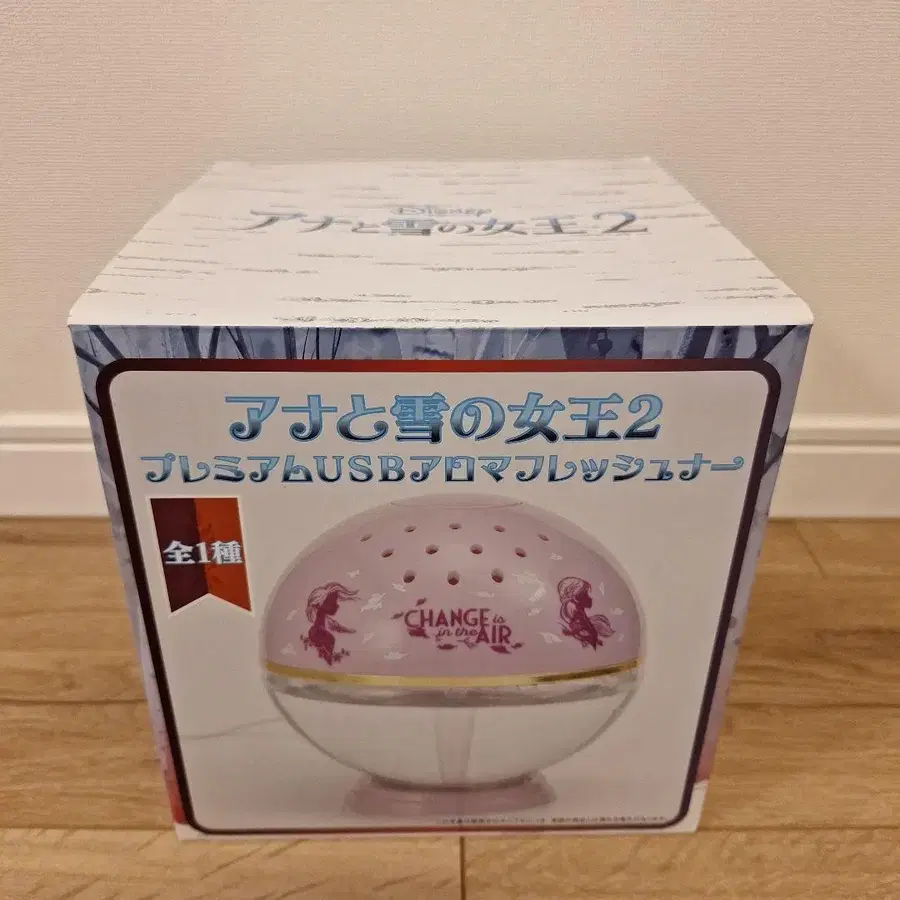 Disney
アナと雪の女王2
アナと雪の女王2
プレミアムUSBアロマフレッシュナー
全1種
CHANGE is
in the AIR